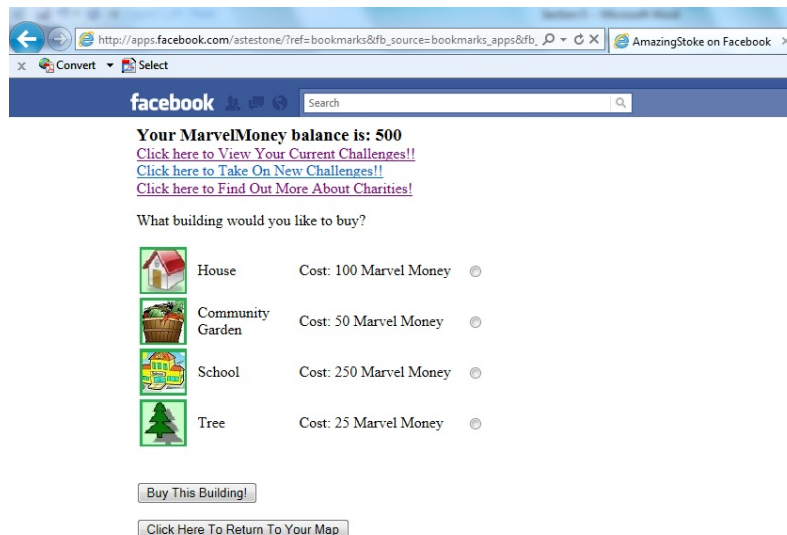 http://apps.facebook.com/astestone/?ref=bookmarks&fb_source=bookmarks_apps&fb_
AmazingStoke on Facebook
x Convert Select
facebook Search
Your MarvelMoney balance is: 500
Click here to View Your Current Challenges!!
Click here to Take On New Challenges!!
Click here to Find Out More About Charities!
What building would you like to buy?
House Cost: 100 Marvel Money
Community
Garden Cost: 50 Marvel Money
School Cost: 250 Marvel Money
Tree Cost: 25 Marvel Money
Buy This Building!
Click Here To Return To Your Map